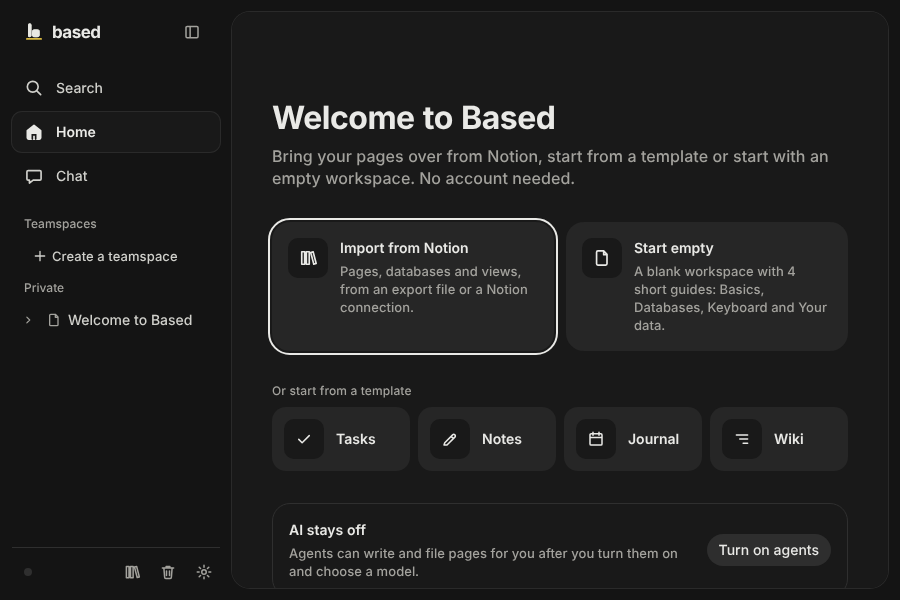 based
Search
Home
Chat
Teamspaces
Create a teamspace
Private
Welcome to Based
Welcome to Based
Bring your pages over from Notion, start from a template or start with an
empty workspace. No account needed.
Import from Notion
Pages, databases and views,
from an export file or a Notion
connection.
Start empty
A blank workspace with 4
short guides: Basics,
Databases, Keyboard and Your
data.
Or start from a template
Tasks
Notes
Journal
Wiki
AI stays off
Agents can write and file pages for you after you turn them on
and choose a model.
Turn on agents